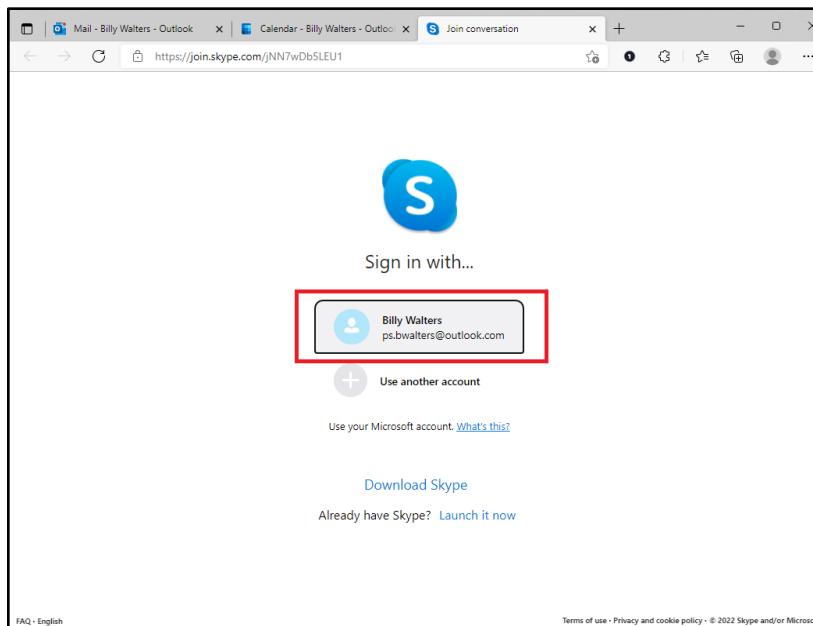 Mail - Billy Walters - Outlook
Calendar - Billy Walters - Outloo
Join conversation
https://join.skype.com/jNN7wDb5LEU1
S
Sign in with...
Billy Walters
ps.bwalters@outlook.com
Use another account
Use your Microsoft account. What's this?
Download Skype
Already have Skype? Launch it now
FAQ • English
Terms of use • Privacy and cookie policy • © 2022 Skype and/or Microso